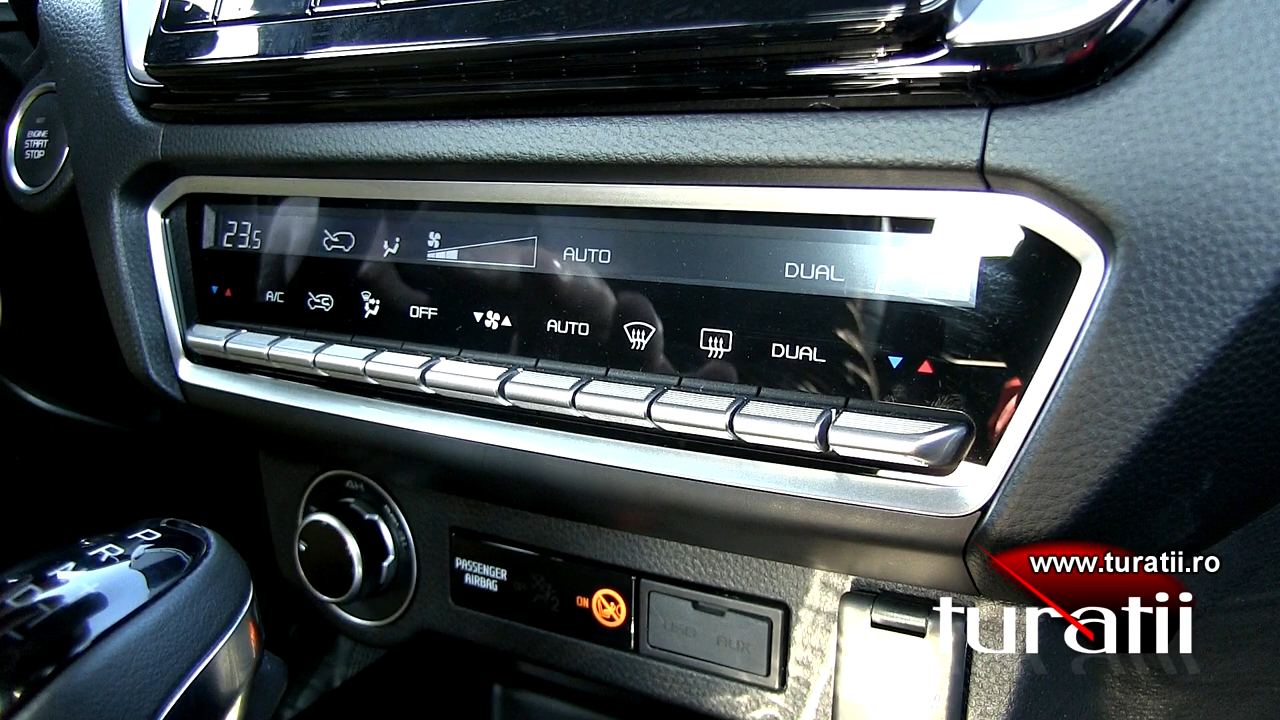 ENGINE
START
STOP
23.5
AUTO
DUAL
A/C
OFF
AUTO
DUAL
4H
P
R
PASSENGER
AIRBAG
ON
USB AUX
www.turatii.ro
turatii